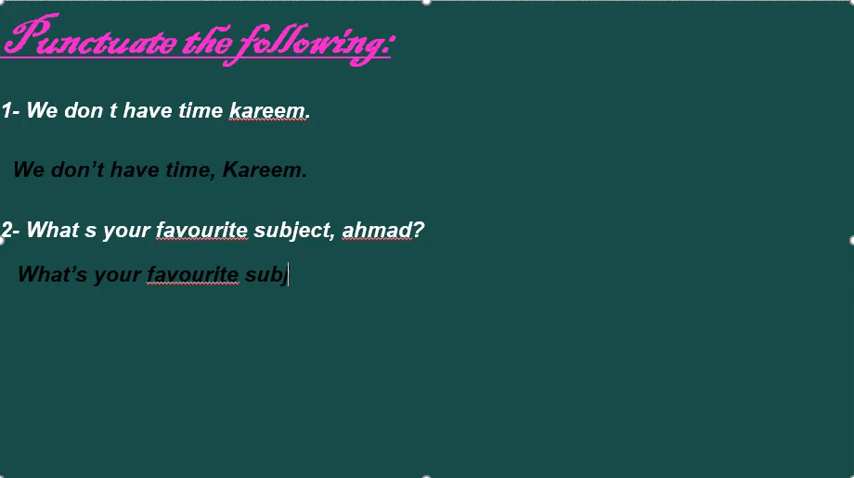 Punctuate the following:
1- We don t have time kareem.
We don’t have time, Kareem.
2- What s your favourite subject, ahmad?
What’s your favourite subj